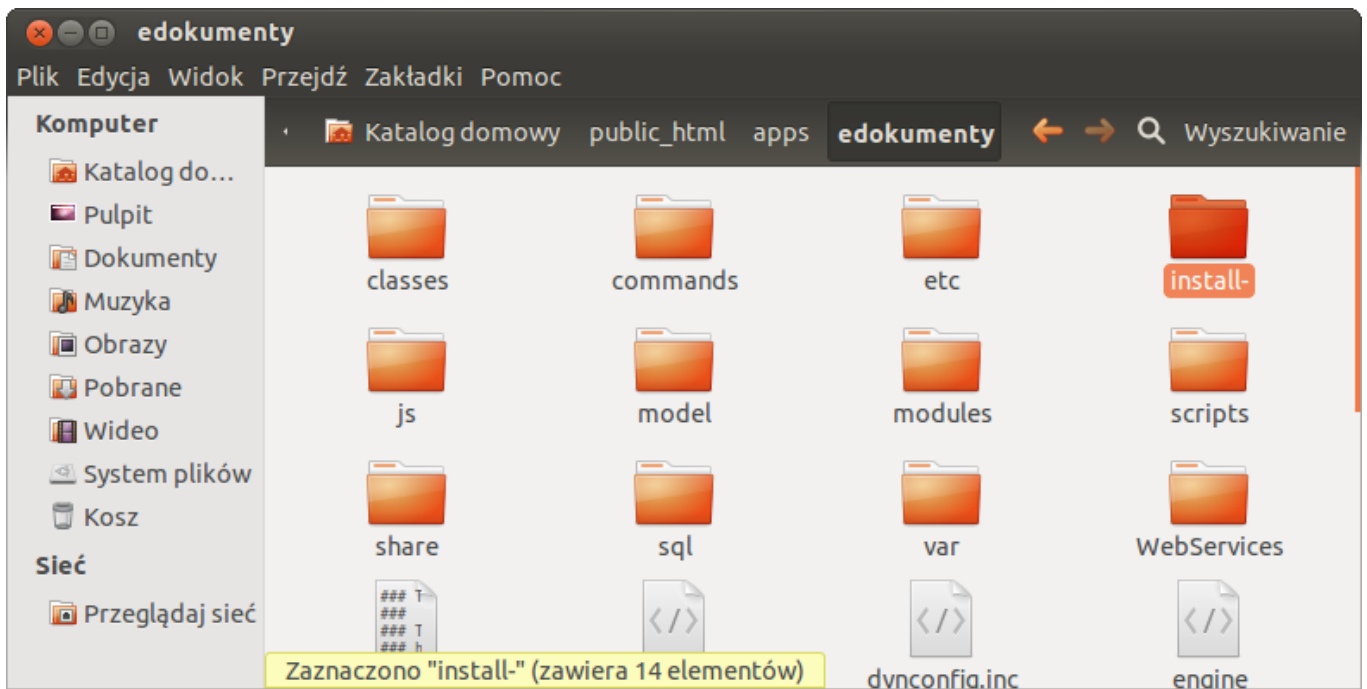 edokumenty
Plik Edycja Widok Przejdź Zakładki Pomoc
Komputer
Katalog do...
Pulpit
Dokumenty
Muzyka
Obrazy
Pobrane
Wideo
System plików
Kosz
Sieć
Przeglądaj sieć
Katalog domowy public_html apps edokumenty Wyszukiwanie
classes commands etc install-
js model modules scripts
share sql var WebServices
### T
###
### T
### h
</> </> </>
dynconfig.inc engine
Zaznaczono "install-" (zawiera 14 elementów)